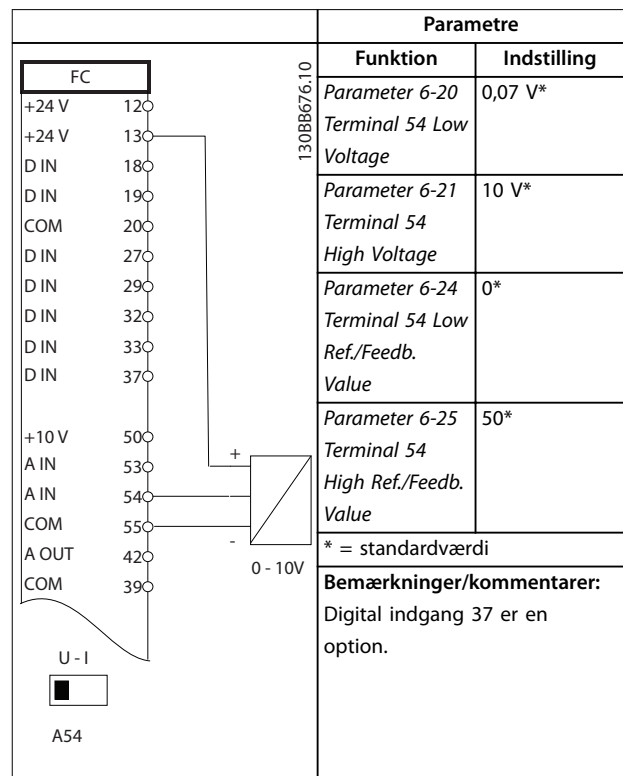 Parametre
Funktion Indstilling
Parameter 6-20 0,07 V*
Terminal 54 Low
Voltage
Parameter 6-21 10 V*
Terminal 54
High Voltage
Parameter 6-24 0*
Terminal 54 Low
Ref./Feedb.
Value
Parameter 6-25 50*
Terminal 54
High Ref./Feedb.
Value
* = standardværdi
Bemærkninger/kommentarer:
Digital indgang 37 er en
option.
FC
130BB676.10
+24 V 12
+24 V 13
D IN 18
D IN 19
COM 20
D IN 27
D IN 29
D IN 32
D IN 33
D IN 37
+10 V 50
A IN 53
A IN 54
COM 55
A OUT 42
COM 39
+
-
0 - 10V
U - I
A54